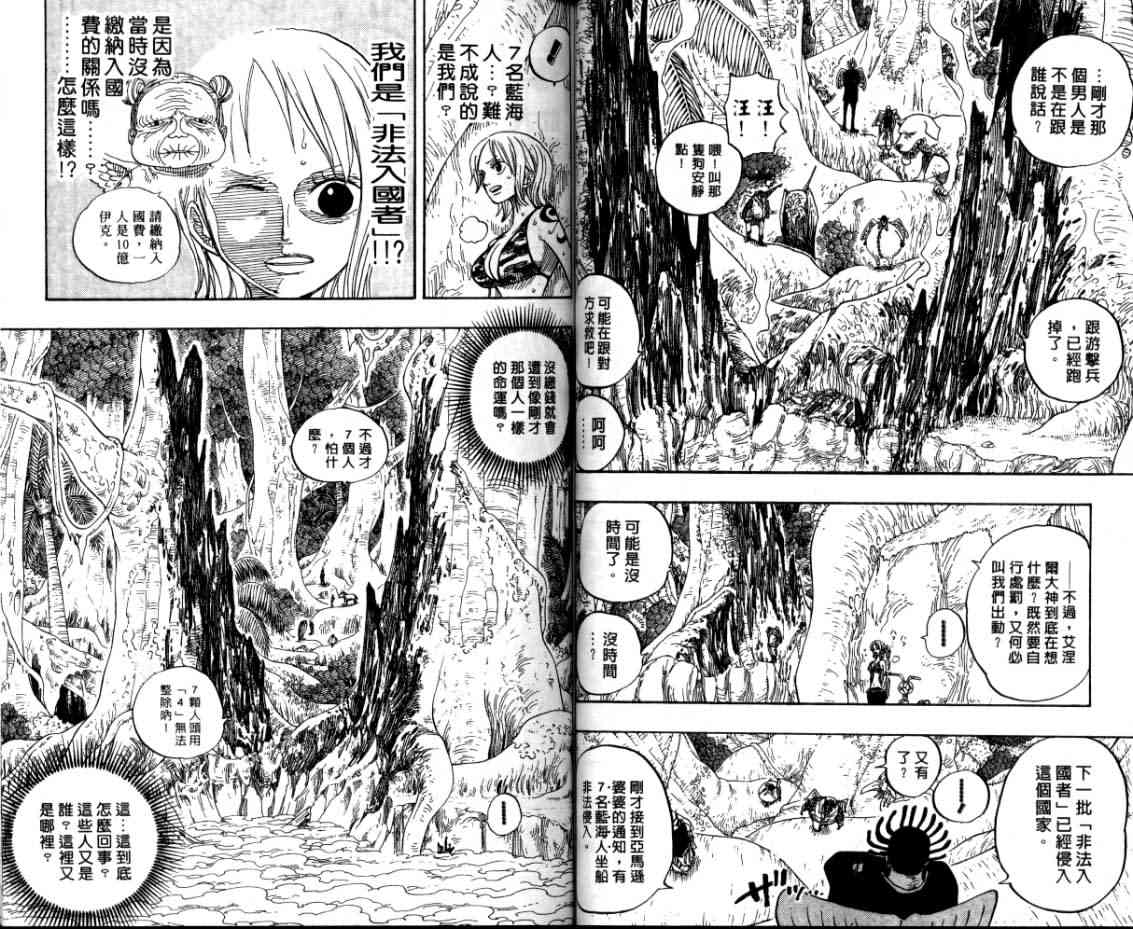 …剛才那
個男人是
不是在跟
誰說話？
汪！
汪！
喂！叫那
隻狗安靜
點！
跟游擊兵
，已經跑
掉了。
可能在跟對
方求救吧！
呵呵
……
——不過，艾涅
爾大神到底在想
什麼？既然要自
行處罰，又何必
叫我們出動？
可能是沒
時間了。
沒時間
…？
下一批「非法入
國者」已經侵入
這個國家。
又有
了？
剛才接到亞馬遜
婆婆的通知，有
7名藍海人坐船
非法侵入。
！
7名藍海
人…？難
不成說的
是我們？
我們是「非法入國者」!!?
是因為
當時沒
繳納入國
費的關係嗎……？
………怎麼這樣!?
請繳納入
國費，一
人是10億
伊克。
沒繳錢就會
遭到像剛才
那個人一樣
的命運嗎？
不過才
7個人
，怕什
麼？
7顆人頭用
「4」無法
整除吶！
這…這到底
怎麼回事？
這些人又是
誰？這裡又
是哪裡？